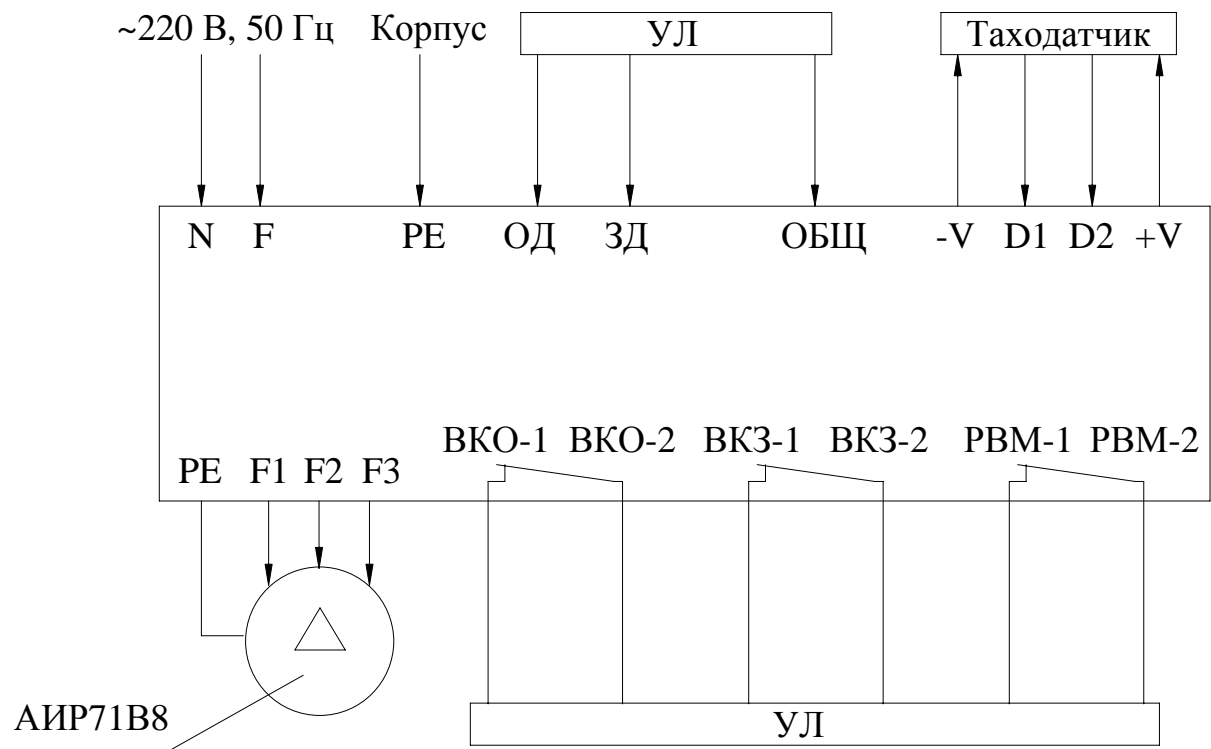 ~220 В, 50 Гц Корпус УЛ Таходатчик
N F PE ОД ЗД ОБЩ -V D1 D2 +V
ВКО-1 ВКО-2 ВКЗ-1 ВКЗ-2 РВМ-1 РВМ-2
PE F1 F2 F3
АИР71В8
УЛ